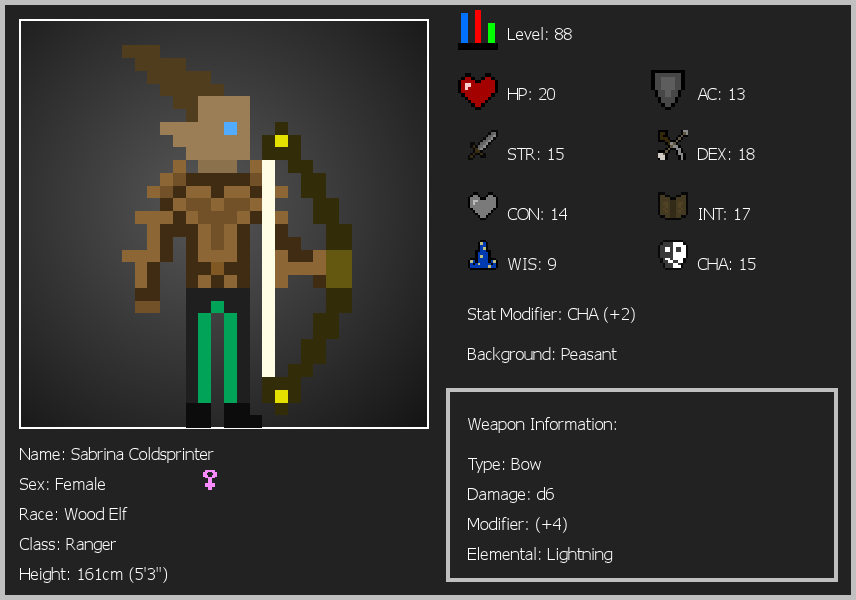 Level: 88
HP: 20
AC: 13
STR: 15
DEX: 18
CON: 14
INT: 17
WIS: 9
CHA: 15
Stat Modifier: CHA (+2)
Background: Peasant
Weapon Information:
Type: Bow
Damage: d6
Modifier: (+4)
Elemental: Lightning
Name: Sabrina Coldsprinter
Sex: Female
Race: Wood Elf
Class: Ranger
Height: 161cm (5'3")